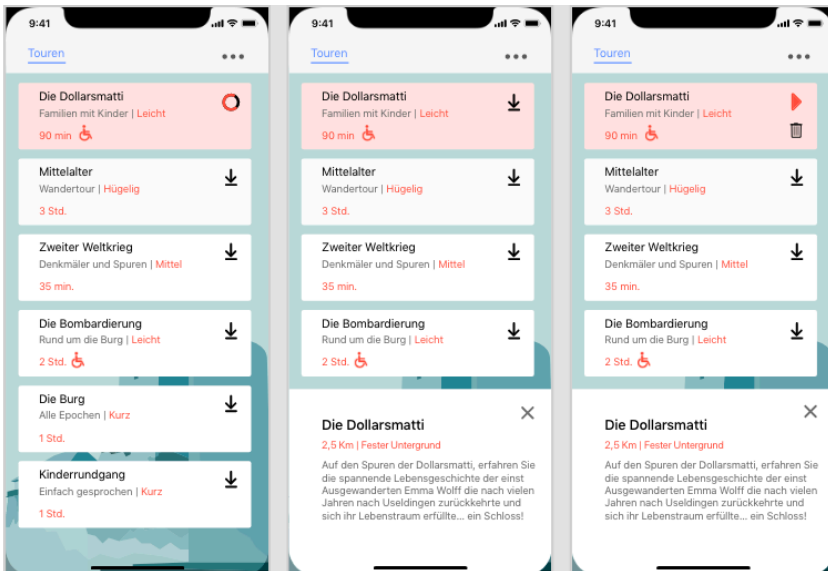 9:41
Touren
Die Dollarsmatti
Familien mit Kinder | Leicht
90 min
Mittelalter
Wandertour | Hügelig
3 Std.
Zweiter Weltkrieg
Denkmäler und Spuren | Mittel
35 min.
Die Bombardierung
Rund um die Burg | Leicht
2 Std.
Die Burg
Alle Epochen | Kurz
1 Std.
Kinderrundgang
Einfach gesprochen | Kurz
1 Std.
9:41
Touren
Die Dollarsmatti
Familien mit Kinder | Leicht
90 min
Mittelalter
Wandertour | Hügelig
3 Std.
Zweiter Weltkrieg
Denkmäler und Spuren | Mittel
35 min.
Die Bombardierung
Rund um die Burg | Leicht
2 Std.
Die Dollarsmatti
2,5 Km | Fester Untergrund
Auf den Spuren der Dollarsmatti, erfahren Sie
die spannende Lebensgeschichte der einst
Ausgewanderten Emma Wolff die nach vielen
Jahren nach Useldingen zurückkehrte und
sich ihr Lebenstraum erfüllte... ein Schloss!
9:41
Touren
Die Dollarsmatti
Familien mit Kinder | Leicht
90 min
Mittelalter
Wandertour | Hügelig
3 Std.
Zweiter Weltkrieg
Denkmäler und Spuren | Mittel
35 min.
Die Bombardierung
Rund um die Burg | Leicht
2 Std.
Die Dollarsmatti
2,5 Km | Fester Untergrund
Auf den Spuren der Dollarsmatti, erfahren Sie
die spannende Lebensgeschichte der einst
Ausgewanderten Emma Wolff die nach vielen
Jahren nach Useldingen zurückkehrte und
sich ihr Lebenstraum erfüllte... ein Schloss!